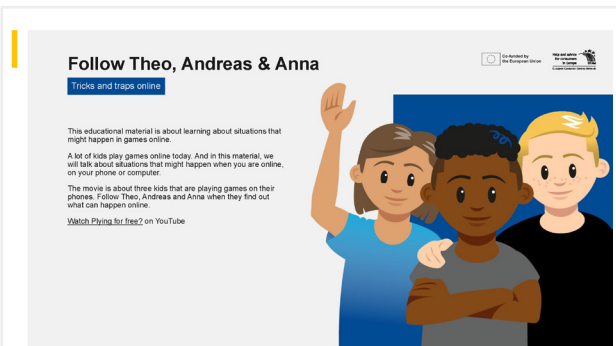 Follow Theo, Andreas & Anna
Tricks and traps online
Co-funded by
the European Union
Help and advice
for consumers
in Europe
This educational material is about learning about situations that
might happen in games online.
A lot of kids play games online today. And in this material, we
will talk about situations that might happen when you are online,
on your phone or computer.
The movie is about three kids that are playing games on their
phones. Follow Theo, Andreas and Anna when they find out
what can happen online.
Watch Plying for free? on YouTube